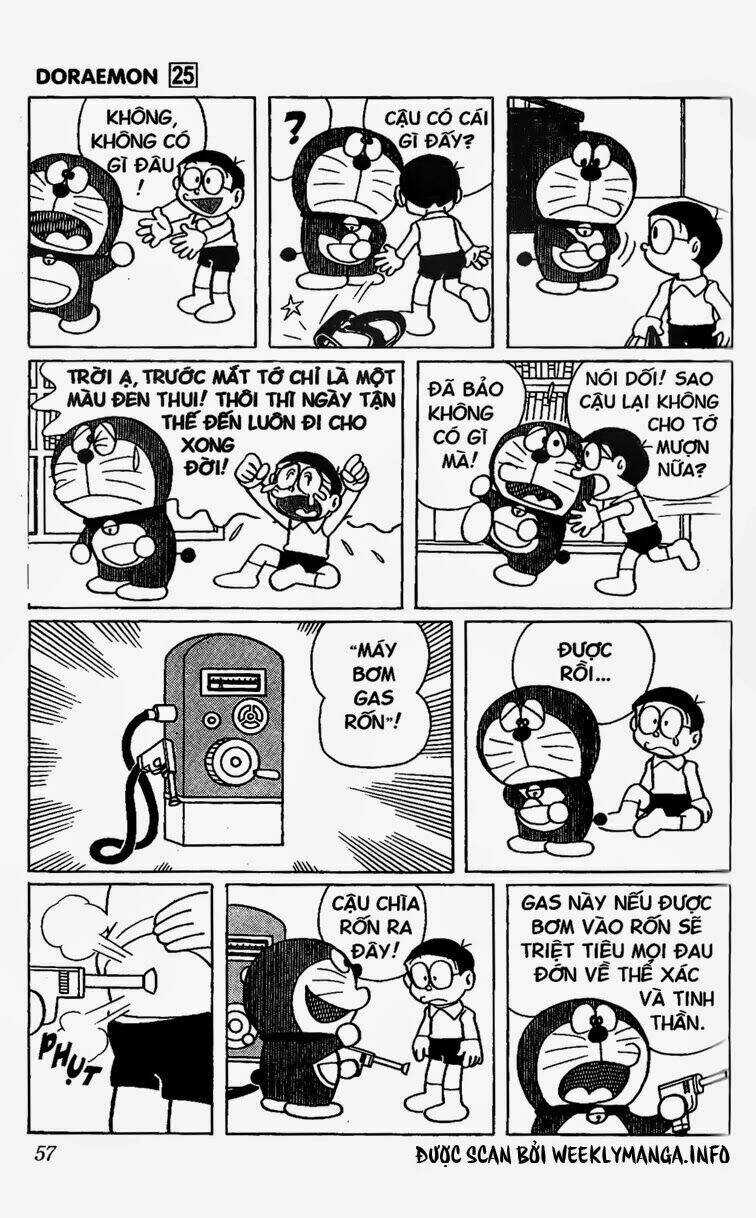 DORAEMON 25
CẬU CÓ CÁI
GÌ ĐẤY?
?
KHÔNG,
KHÔNG CÓ
GÌ ĐÂU
!
NÓI DỐI! SAO
CẬU LẠI KHÔNG
CHO TỚ
MƯỢN
NỮA?
ĐÃ BẢO
KHÔNG
CÓ GÌ
MÀ!
TRỜI Ạ, TRƯỚC MẮT TỚ CHỈ LÀ MỘT
MÀU ĐEN THUI! THÔI THÌ NGÀY TẬN
THẾ ĐẾN LUÔN ĐI CHO
XONG
ĐỜI!
ĐƯỢC
RỒI...
"MÁY
BƠM
GAS
RỐN"!
GAS NÀY NẾU ĐƯỢC
BƠM VÀO RỐN SẼ
TRIỆT TIÊU MỌI ĐAU
ĐỚN VỀ THỂ XÁC
VÀ TINH
THẦN.
CẬU CHÌA
RỐN RA
ĐÂY!
PHỤT
57
ĐƯỢC SCAN BỞI WEEKLYMANGA.INFO